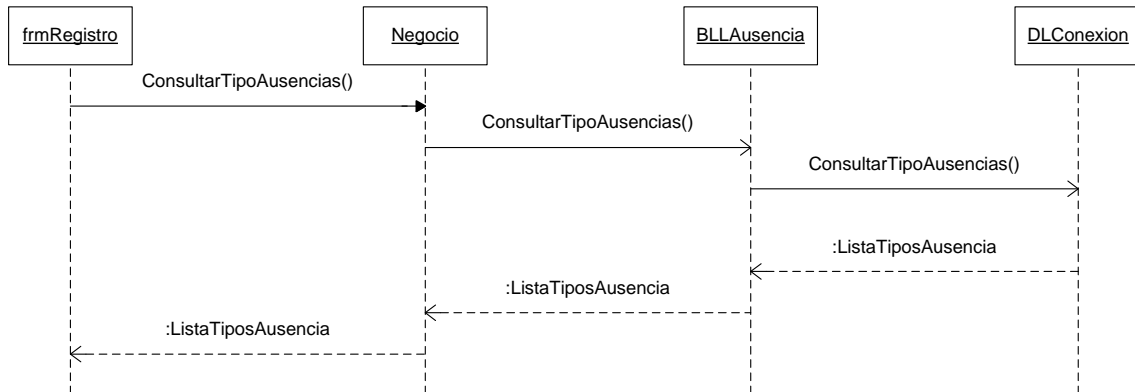 frmRegistro
Negocio
BLLAusencia
DLConexion
ConsultarTipoAusencias()
ConsultarTipoAusencias()
ConsultarTipoAusencias()
:ListaTiposAusencia
:ListaTiposAusencia
:ListaTiposAusencia